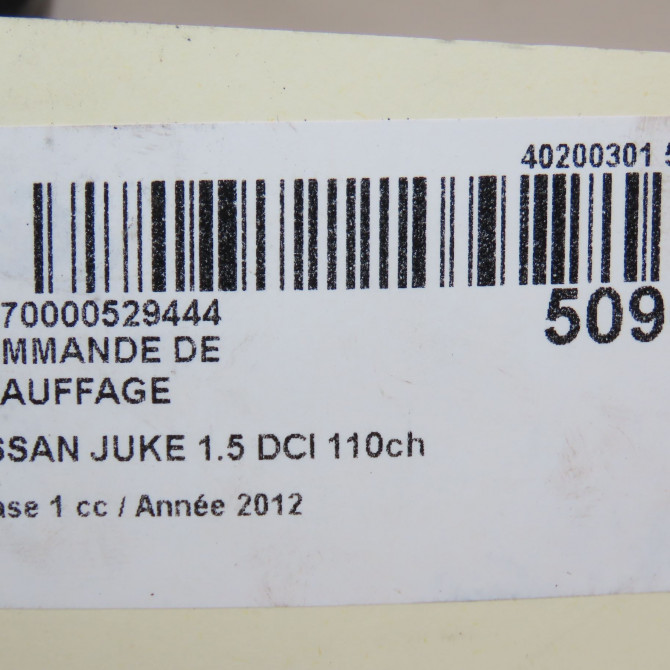 40200301 5
70000529444
509
MMANDE DE
AUFFAGE
SSAN JUKE 1.5 DCI 110ch
ase 1 cc / Année 2012